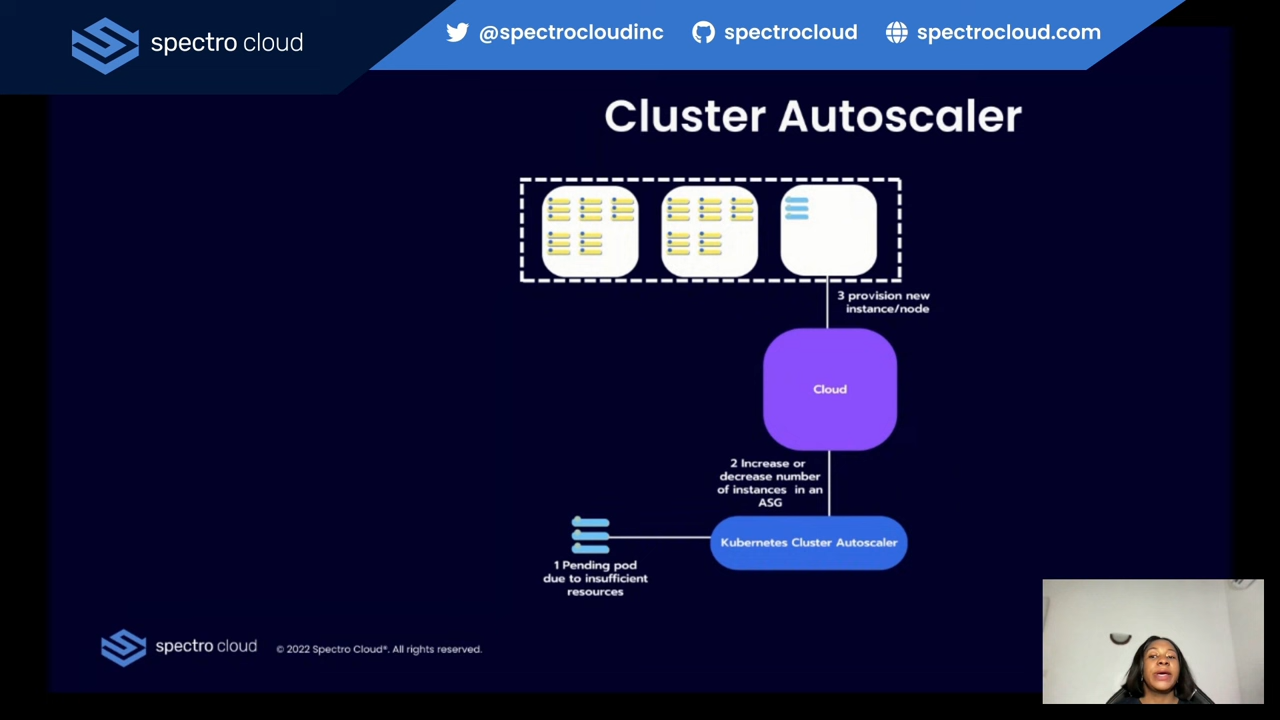 spectro cloud
@spectrocloudinc
spectrocloud
spectrocloud.com
Cluster Autoscaler
3 provision new
instance/node
Cloud
2 Increase or
decrease number
of instances in an
ASG
Kubernetes Cluster Autoscaler
1 Pending pod
due to insufficient
resources
spectro cloud
© 2022 Spectro Cloud®. All rights reserved.